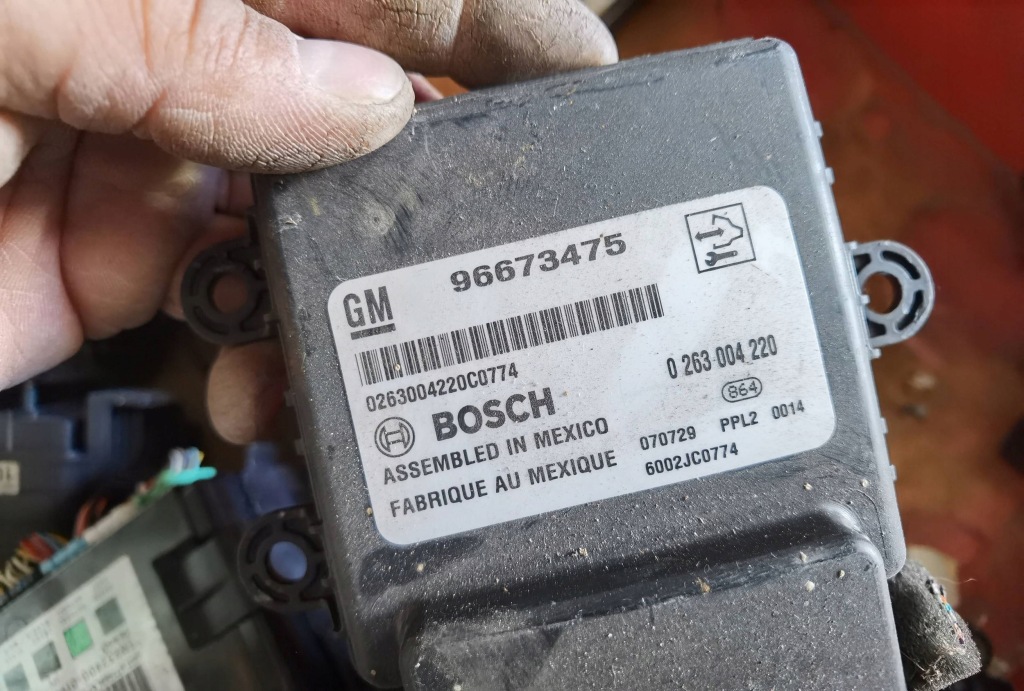 GM
96673475
0263004220C0774
0 263 004 220
BOSCH
864
ASSEMBLED IN MEXICO
070729 PPL2 0014
FABRIQUE AU MEXIQUE
6002JC0774